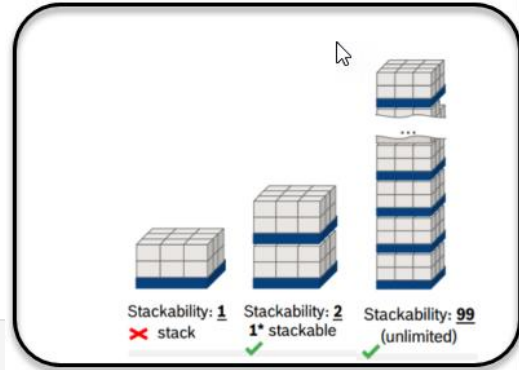 ...
Stackability: 1
stack
Stackability: 2
1* stackable
Stackability: 99
(unlimited)